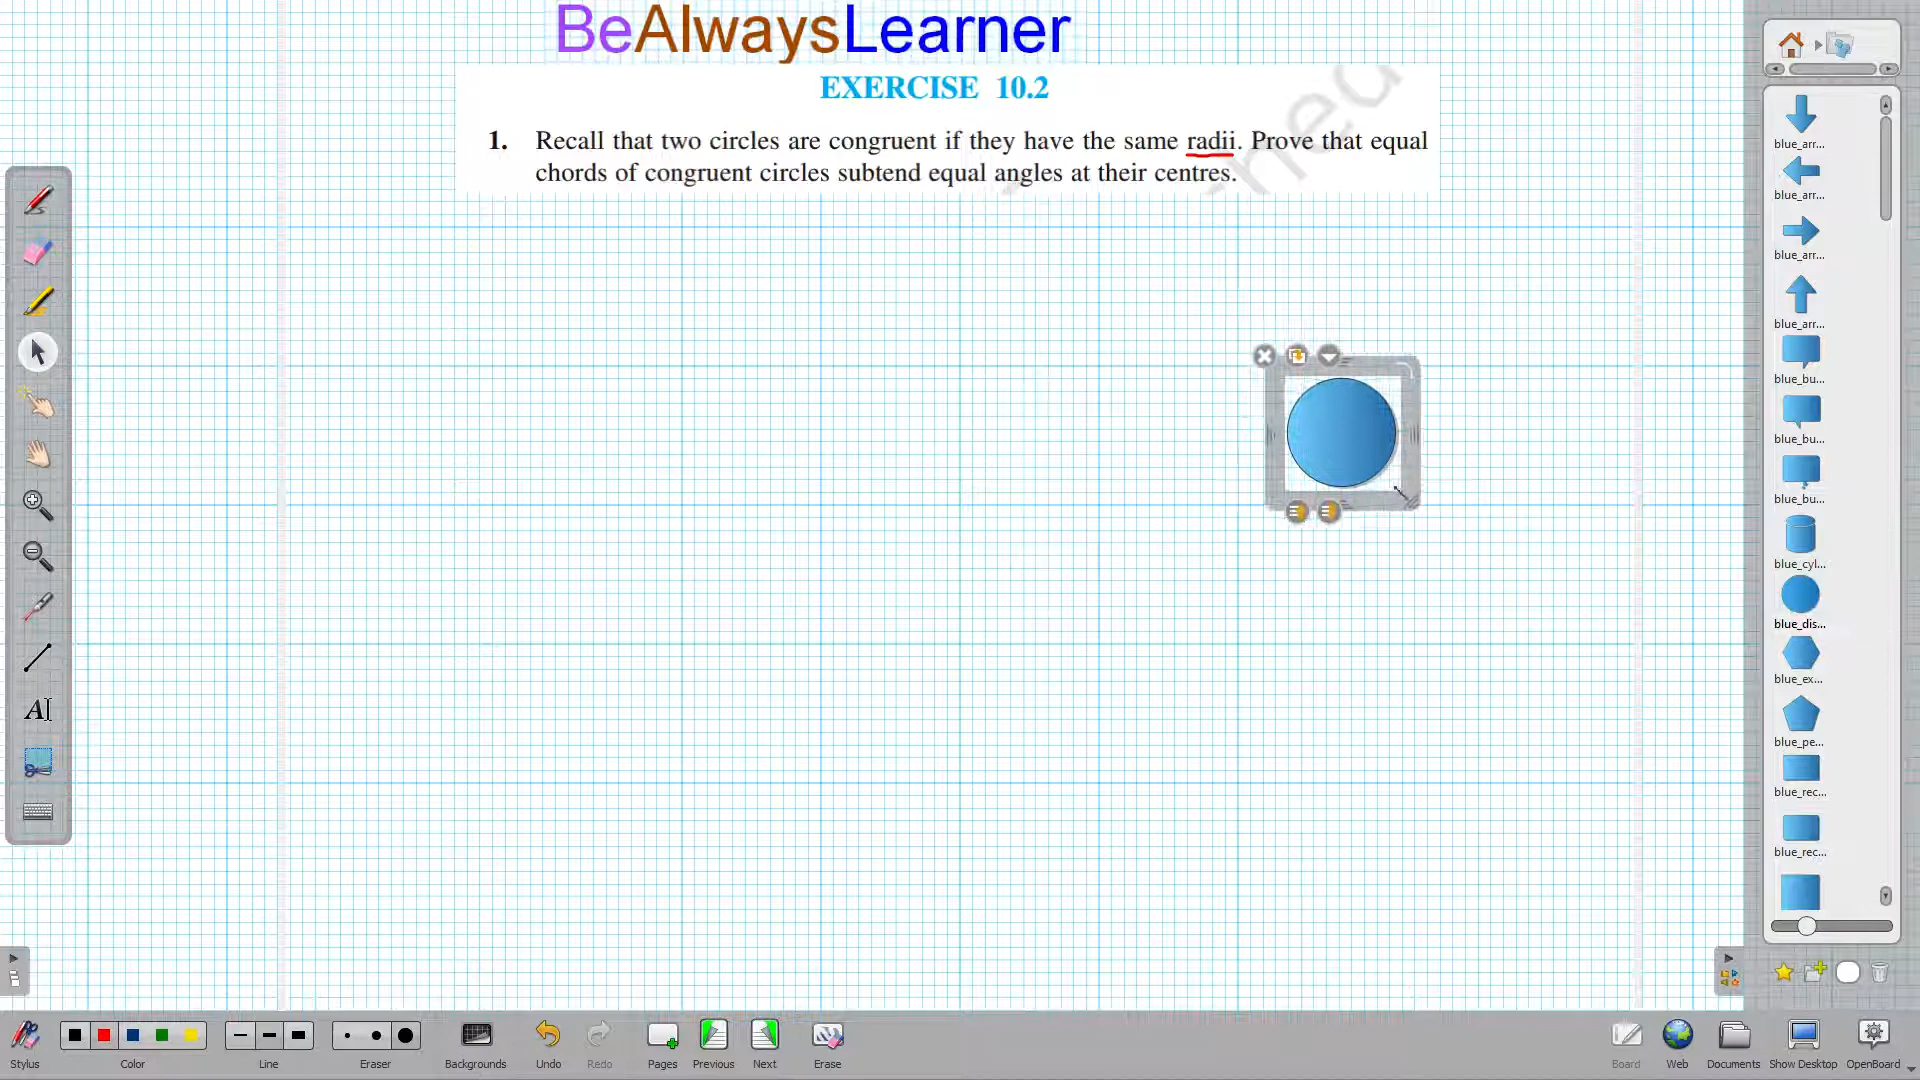 BeAlwaysLearner
EXERCISE 10.2
1. Recall that two circles are congruent if they have the same radii. Prove that equal
chords of congruent circles subtend equal angles at their centres.
blue_arr...
blue_arr...
blue_arr...
blue_arr...
blue_bu...
blue_bu...
blue_bu...
blue_cyl...
blue_dis...
blue_ex...
blue_pe...
blue_rec...
blue_rec...
AI
Stylus
Color
Line
Eraser
Backgrounds
Undo
Redo
Pages
Previous
Next
Erase
Board
Web
Documents
Show Desktop
OpenBoard